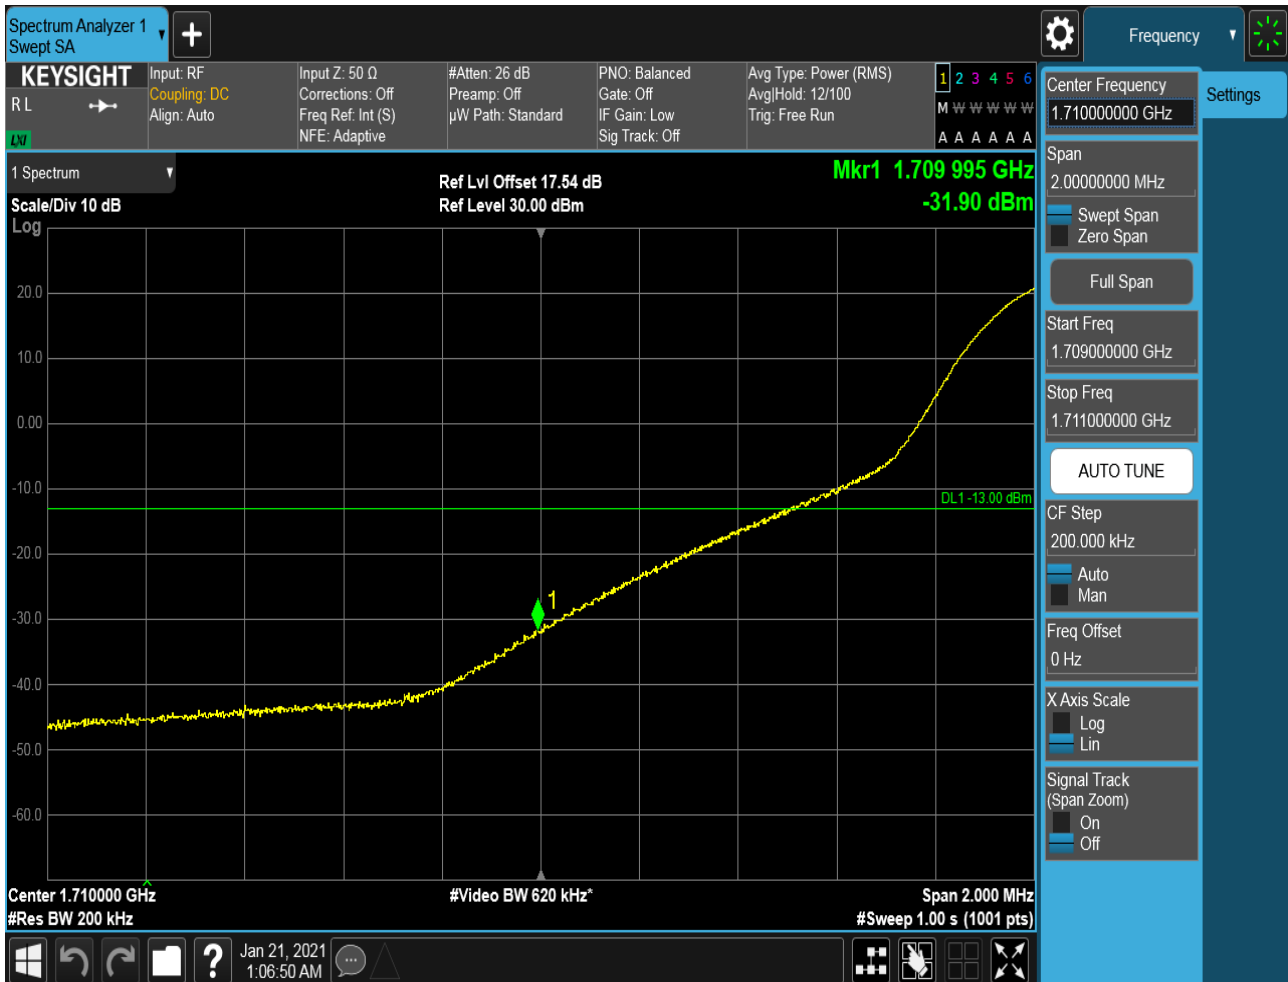 Spectrum Analyzer 1
Swept SA
Frequency
KEYSIGHT
R L
LXI
Input: RF
Coupling: DC
Align: Auto
Input Z: 50 Ω
Corrections: Off
Freq Ref: Int (S)
NFE: Adaptive
#Atten: 26 dB
Preamp: Off
µW Path: Standard
PNO: Balanced
Gate: Off
IF Gain: Low
Sig Track: Off
Avg Type: Power (RMS)
Avg|Hold: 12/100
Trig: Free Run
1 2 3 4 5 6
M W W W W W
A A A A A A
1 Spectrum
Scale/Div 10 dB
Log
Ref Lvl Offset 17.54 dB
Ref Level 30.00 dBm
Mkr1 1.709 995 GHz
-31.90 dBm
20.0
10.0
0.00
-10.0
-20.0
-30.0
-40.0
-50.0
-60.0
DL1 -13.00 dBm
1
Center 1.710000 GHz
#Res BW 200 kHz
#Video BW 620 kHz*
Span 2.000 MHz
#Sweep 1.00 s (1001 pts)
Jan 21, 2021
1:06:50 AM
Center Frequency
1.710000000 GHz
Settings
Span
2.00000000 MHz
Swept Span
Zero Span
Full Span
Start Freq
1.709000000 GHz
Stop Freq
1.711000000 GHz
AUTO TUNE
CF Step
200.000 kHz
Auto
Man
Freq Offset
0 Hz
X Axis Scale
Log
Lin
Signal Track
(Span Zoom)
On
Off